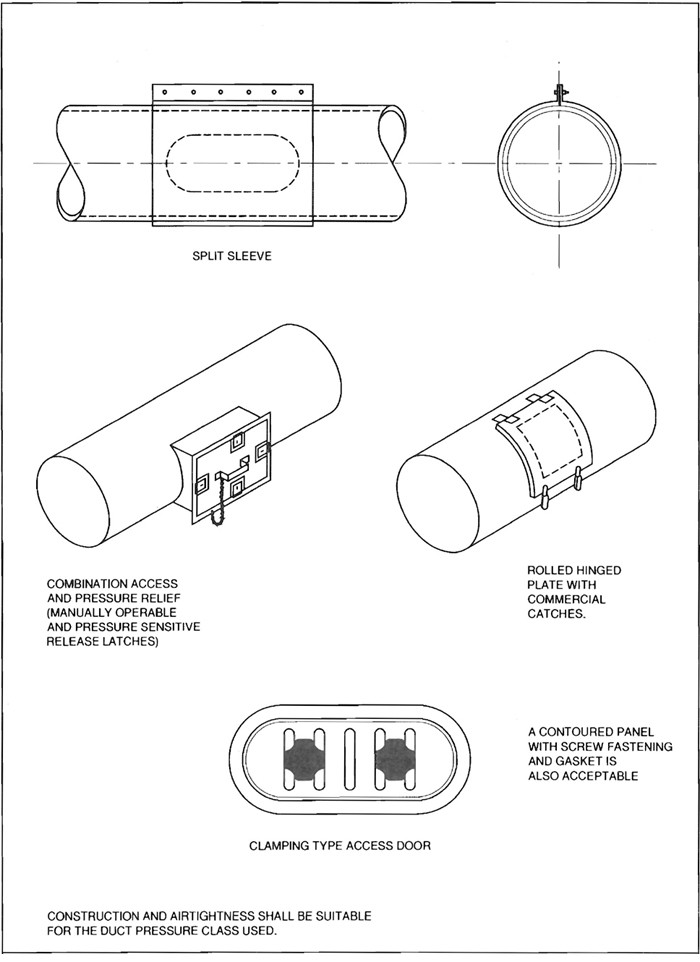 SPLIT SLEEVE
COMBINATION ACCESS
AND PRESSURE RELIEF
(MANUALLY OPERABLE
AND PRESSURE SENSITIVE
RELEASE LATCHES)
ROLLED HINGED
PLATE WITH
COMMERCIAL
CATCHES.
A CONTOURED PANEL
WITH SCREW FASTENING
AND GASKET IS
ALSO ACCEPTABLE
CLAMPING TYPE ACCESS DOOR
CONSTRUCTION AND AIRTIGHTNESS SHALL BE SUITABLE
FOR THE DUCT PRESSURE CLASS USED.